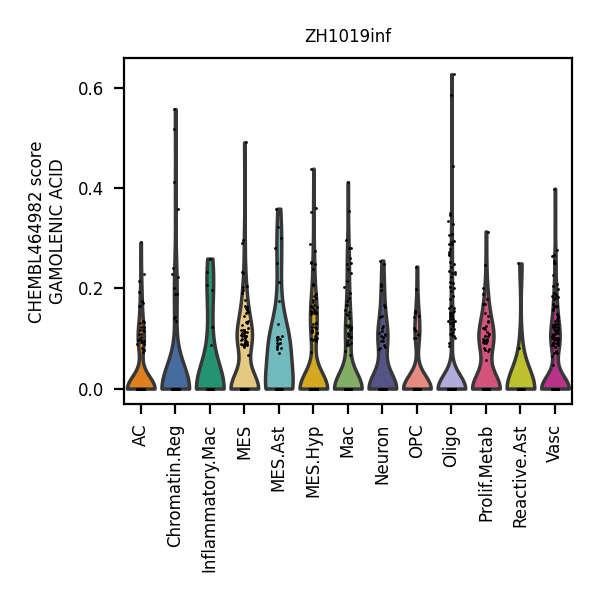 ZH1019inf
CHEMBL464982 score
GAMOLENIC ACID
0.6
0.4
0.2
0.0
AC
Chromatin.Reg
Inflammatory.Mac
MES
MES.Ast
MES.Hyp
Mac
Neuron
OPC
Oligo
Prolif.Metab
Reactive.Ast
Vasc